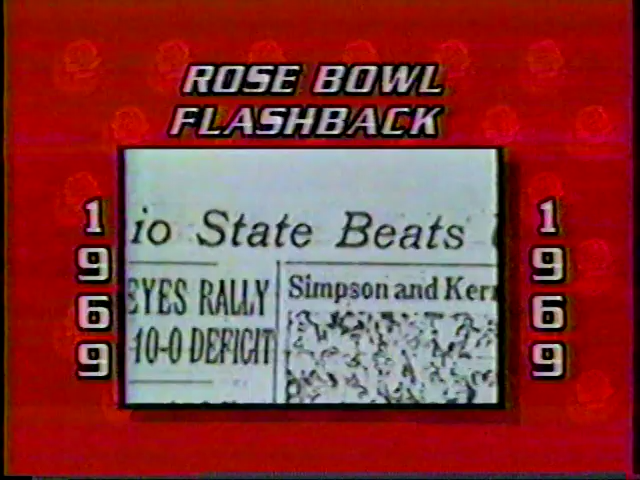 ROSE BOWL
FLASHBACK
1969
1969
io State Beats
EYES RALLY
10-0 DEFICIT
Simpson and Ker